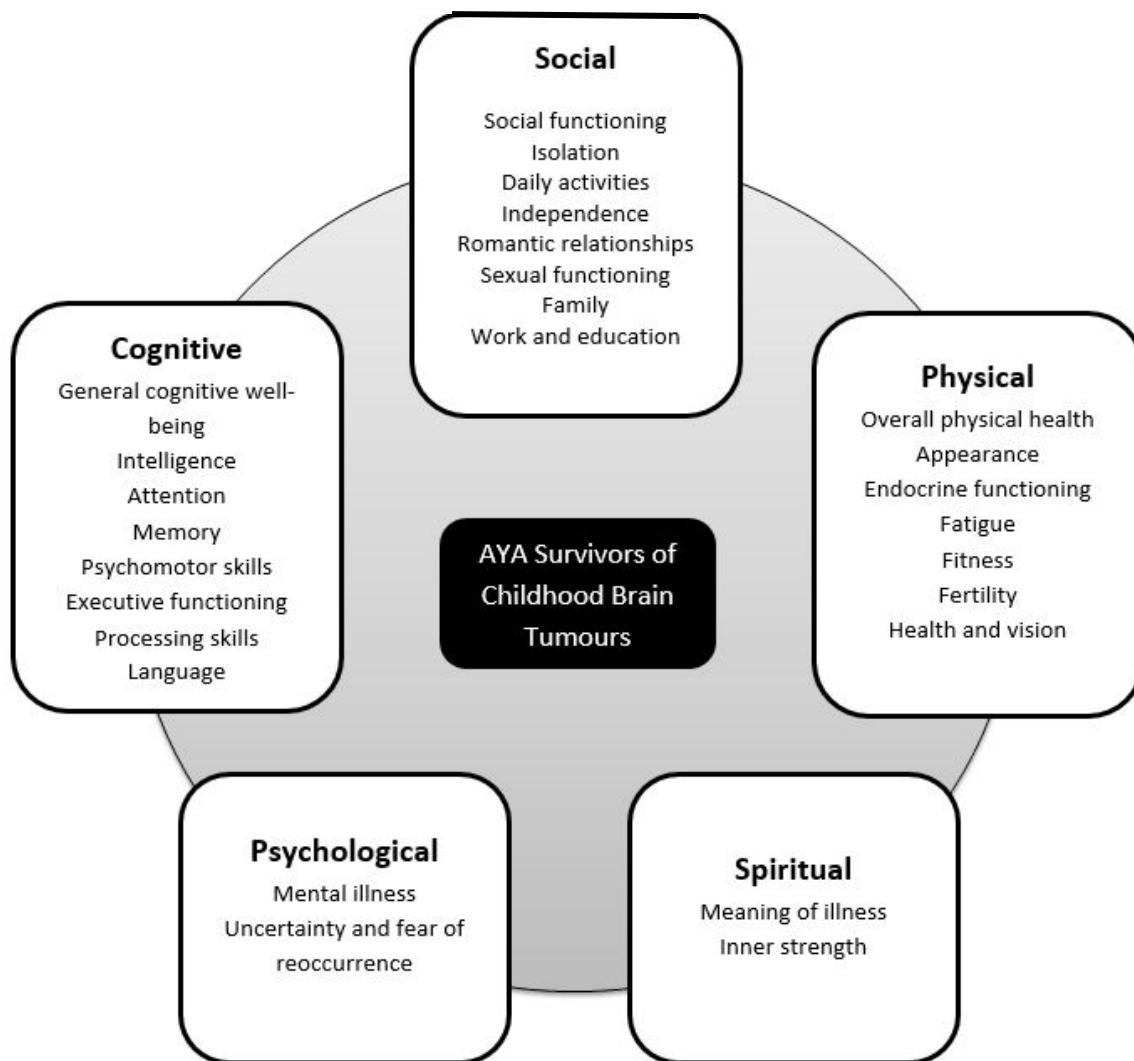 Social
Social functioning
Isolation
Daily activities
Independence
Romantic relationships
Sexual functioning
Family
Work and education
Cognitive
General cognitive well-
being
Intelligence
Attention
Memory
Psychomotor skills
Executive functioning
Processing skills
Language
Physical
Overall physical health
Appearance
Endocrine functioning
Fatigue
Fitness
Fertility
Health and vision
AYA Survivors of
Childhood Brain
Tumours
Psychological
Mental illness
Uncertainty and fear of
reoccurrence
Spiritual
Meaning of illness
Inner strength